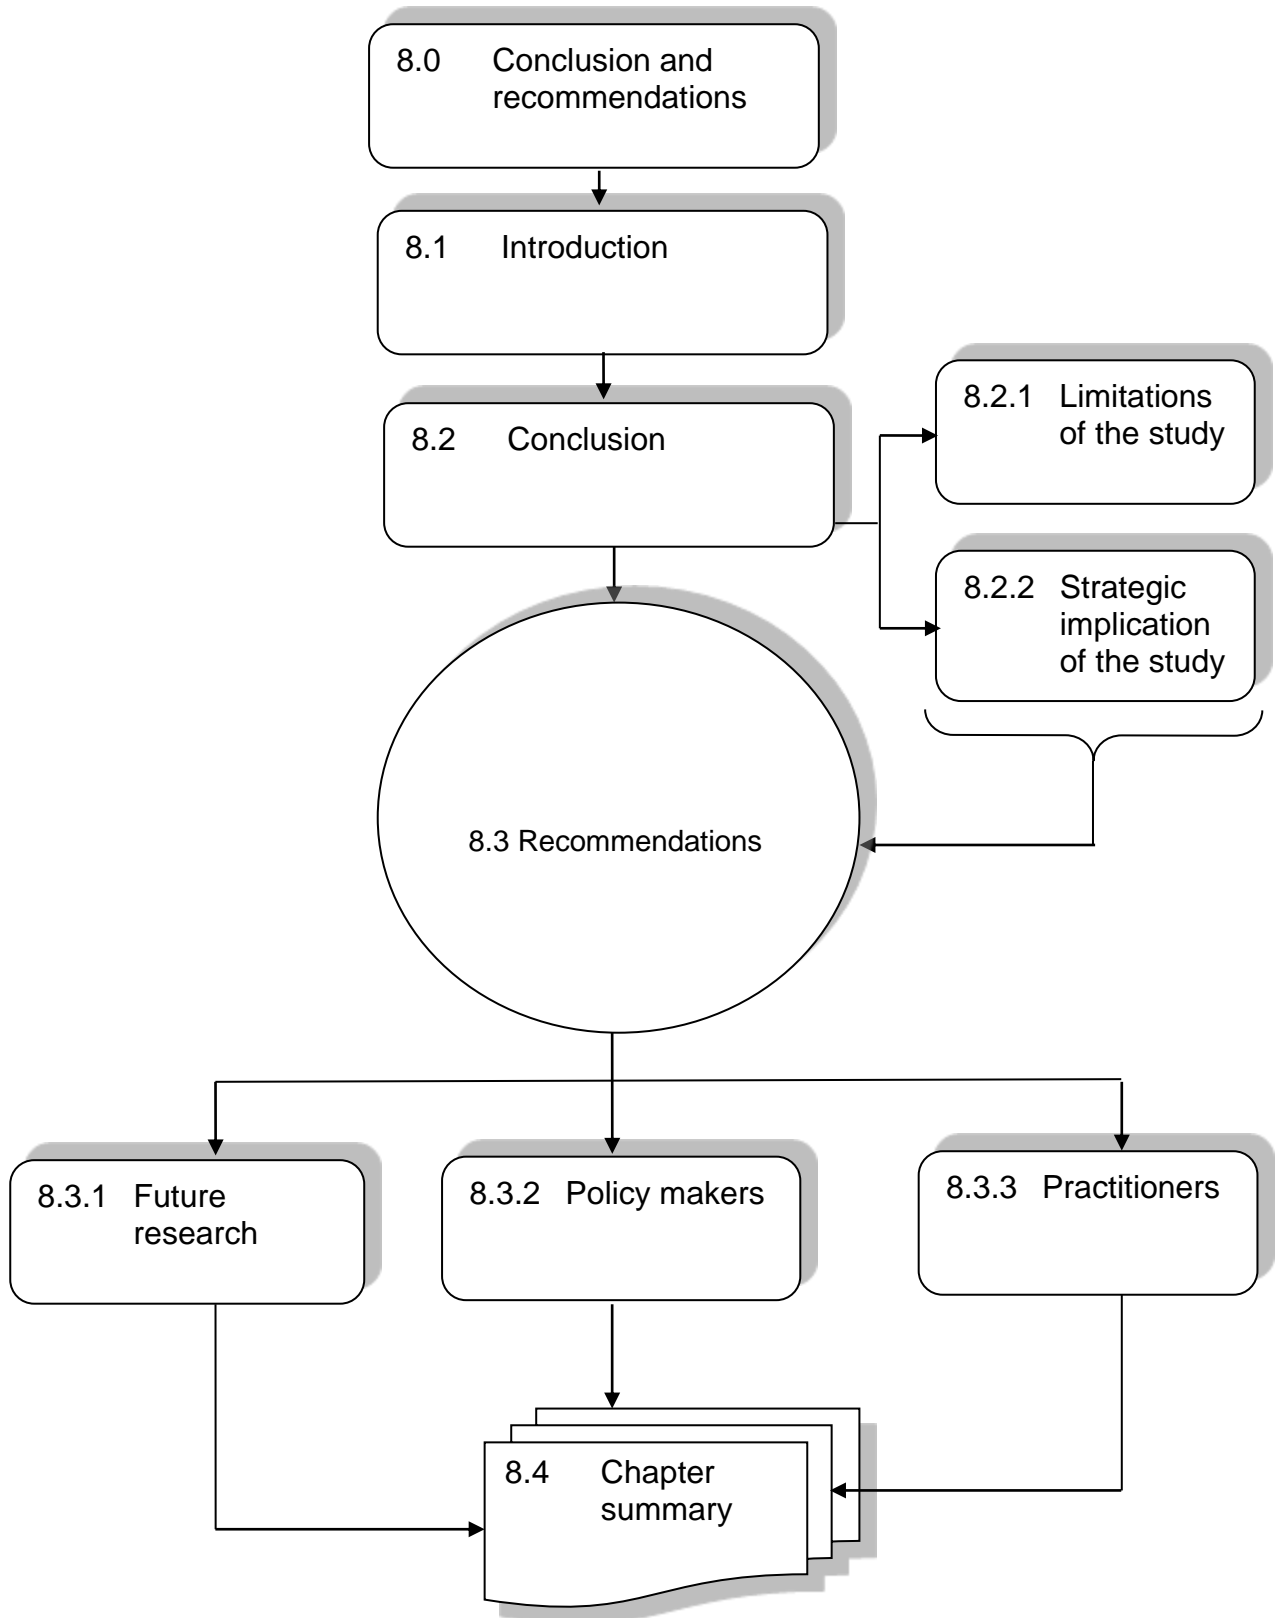 8.0 Conclusion and
recommendations
8.1 Introduction
8.2 Conclusion
8.2.1 Limitations
of the study
8.2.2 Strategic
implication
of the study
8.3 Recommendations
8.3.1 Future
research
8.3.2 Policy makers
8.3.3 Practitioners
8.4 Chapter
summary